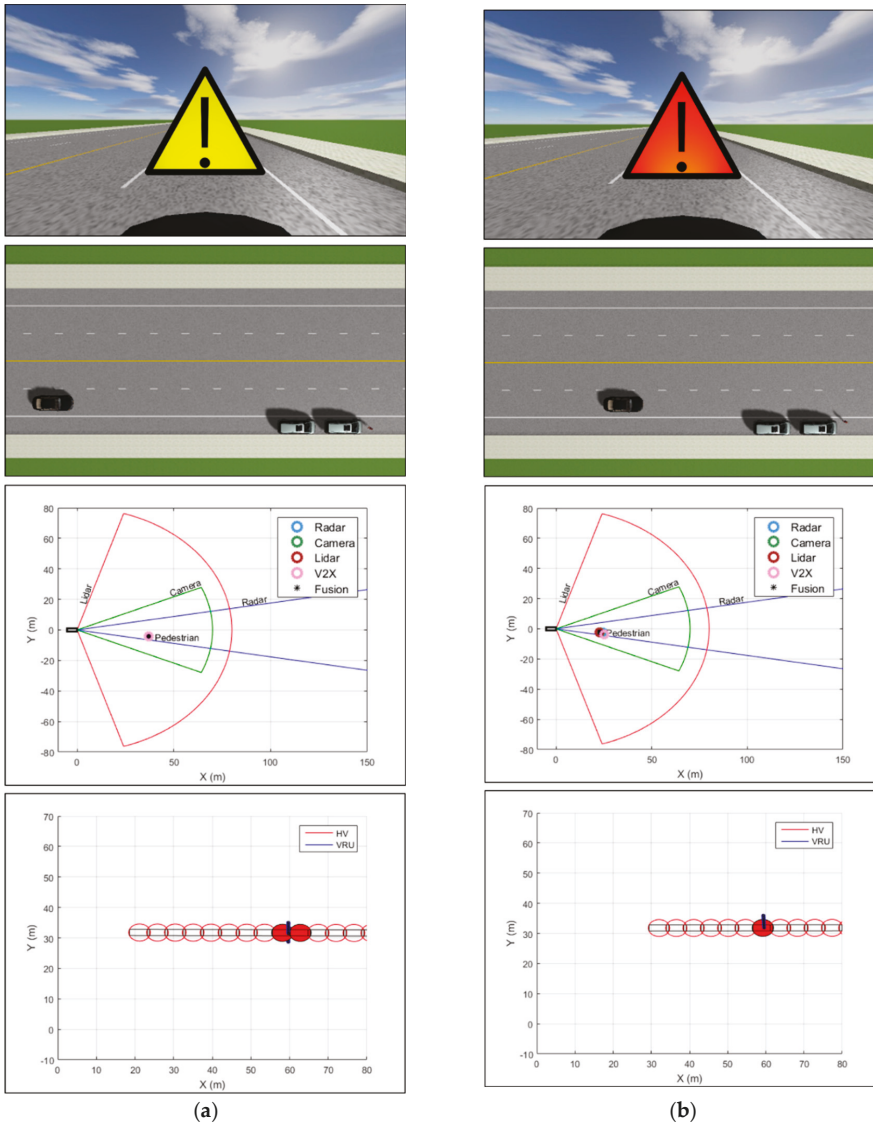 !
!
80
60
40
20
0
-20
-40
-60
-80
Y (m)
0
50
100
150
X (m)
Lidar
Camera
Radar
Pedestrian
Radar
Camera
Lidar
V2X
Fusion
80
60
40
20
0
-20
-40
-60
-80
Y (m)
0
50
100
150
X (m)
Lidar
Camera
Radar
Pedestrian
Radar
Camera
Lidar
V2X
Fusion
70
60
50
40
30
20
10
0
-10
Y (m)
0 10 20 30 40 50 60 70 80
X (m)
HV
VRU
70
60
50
40
30
20
10
0
-10
Y (m)
0 10 20 30 40 50 60 70 80
X (m)
HV
VRU
(a)
(b)